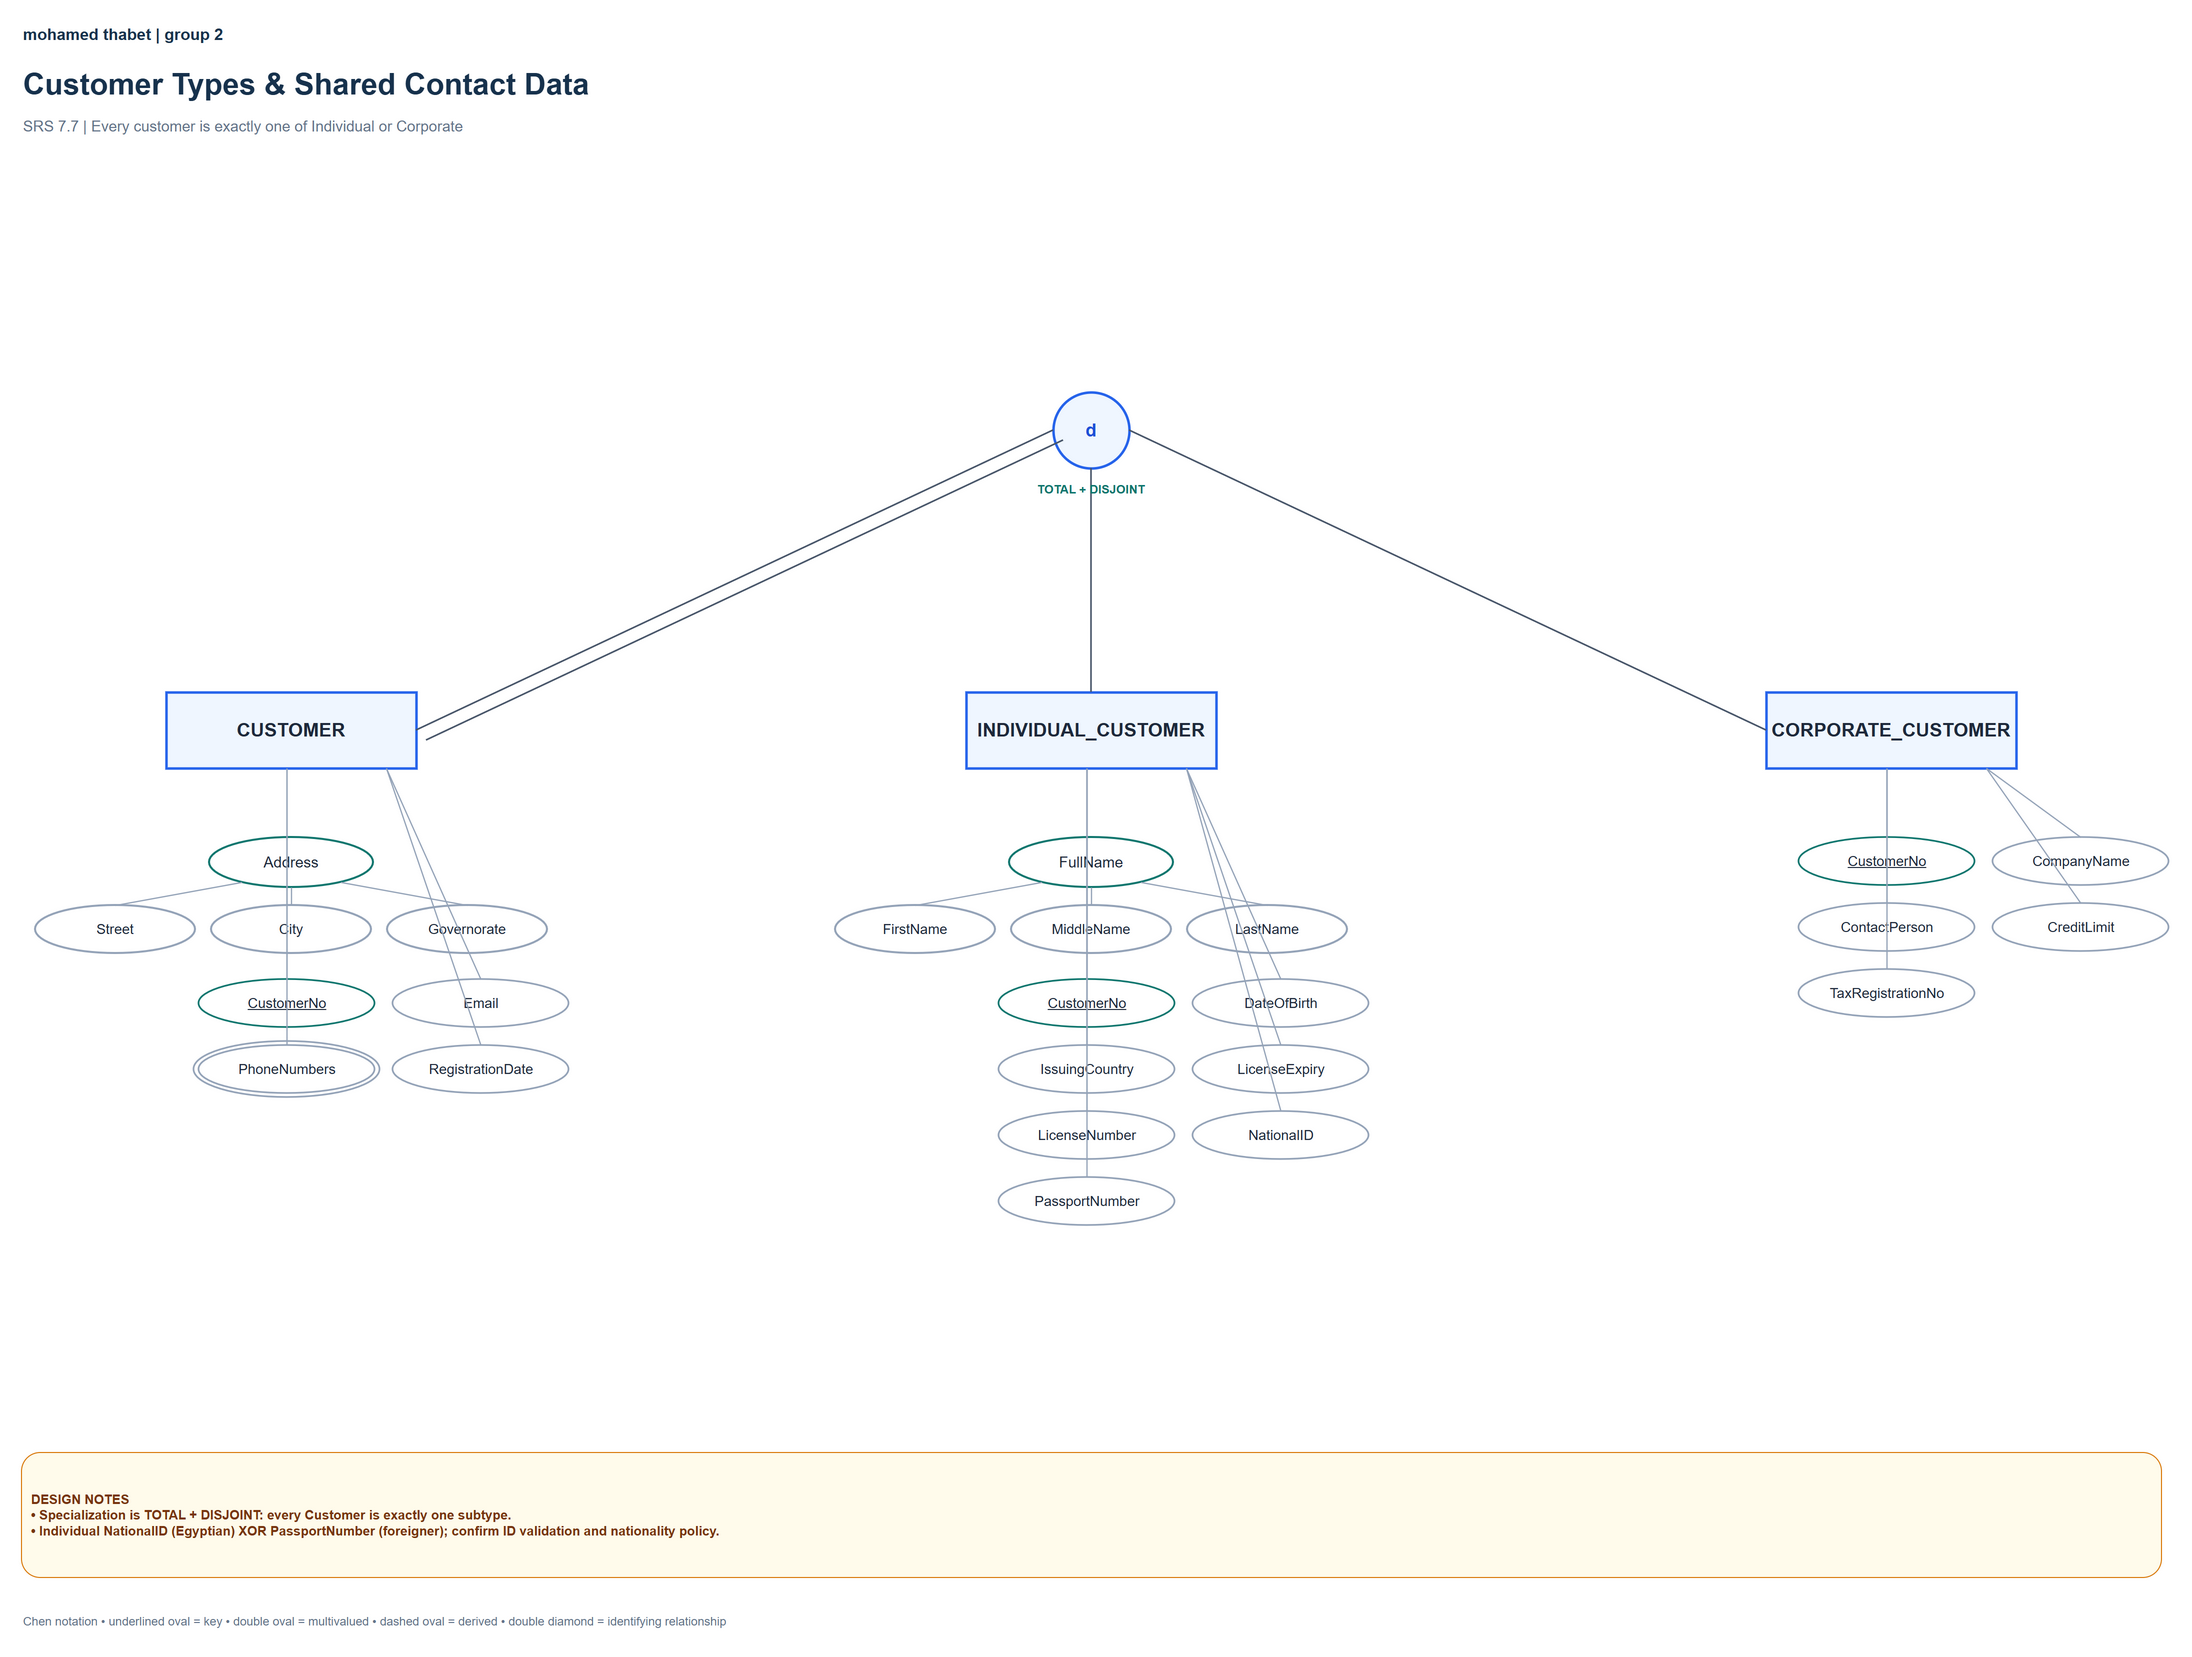 mohamed thabet | group 2
Customer Types & Shared Contact Data
SRS 7.7 | Every customer is exactly one of Individual or Corporate
d
TOTAL + DISJOINT
CUSTOMER
INDIVIDUAL_CUSTOMER
CORPORATE_CUSTOMER
Address
Street
City
Governorate
CustomerNo
Email
PhoneNumbers
RegistrationDate
FullName
FirstName
MiddleName
LastName
CustomerNo
DateOfBirth
IssuingCountry
LicenseExpiry
LicenseNumber
NationalID
PassportNumber
CustomerNo
CompanyName
ContactPerson
CreditLimit
TaxRegistrationNo
DESIGN NOTES
• Specialization is TOTAL + DISJOINT: every Customer is exactly one subtype.
• Individual NationalID (Egyptian) XOR PassportNumber (foreigner); confirm ID validation and nationality policy.
Chen notation • underlined oval = key • double oval = multivalued • dashed oval = derived • double diamond = identifying relationship